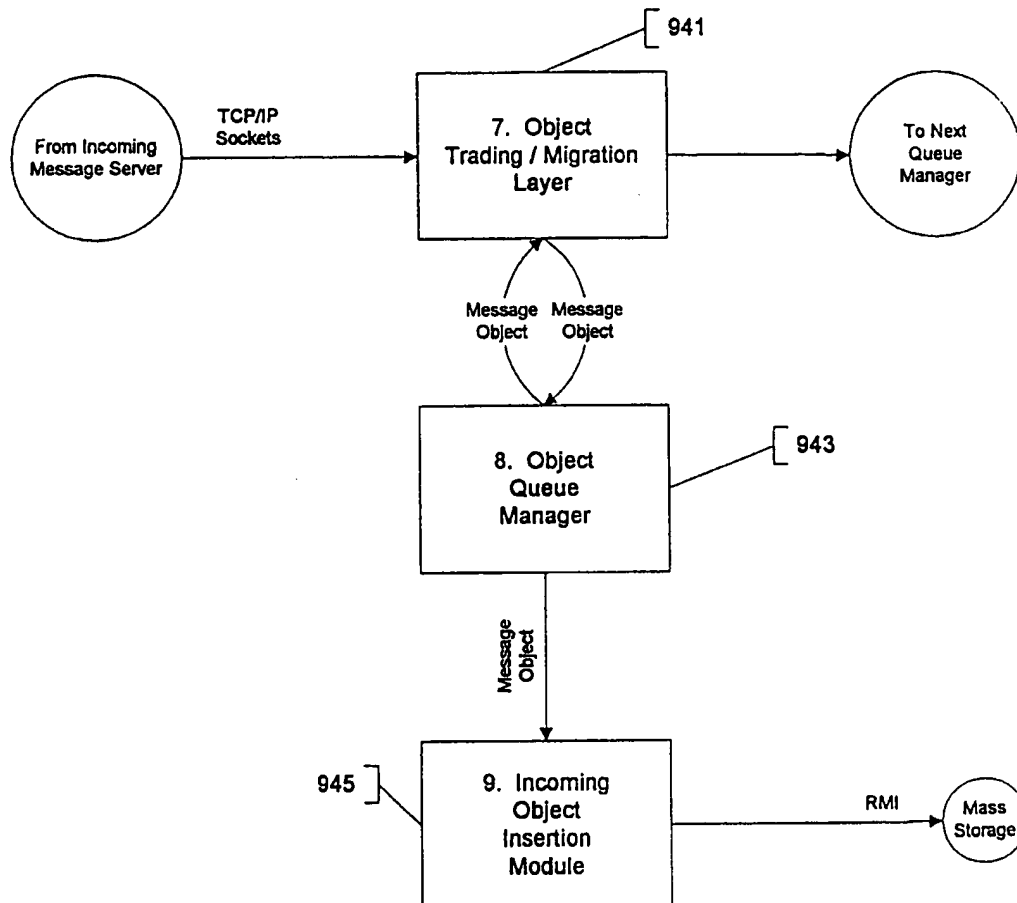 941
From Incoming
Message Server
TCP/IP
Sockets
7. Object
Trading / Migration
Layer
To Next
Queue
Manager
Message
Object
Message
Object
943
8. Object
Queue
Manager
Message
Object
945
9. Incoming
Object
Insertion
Module
RMI
Mass
Storage